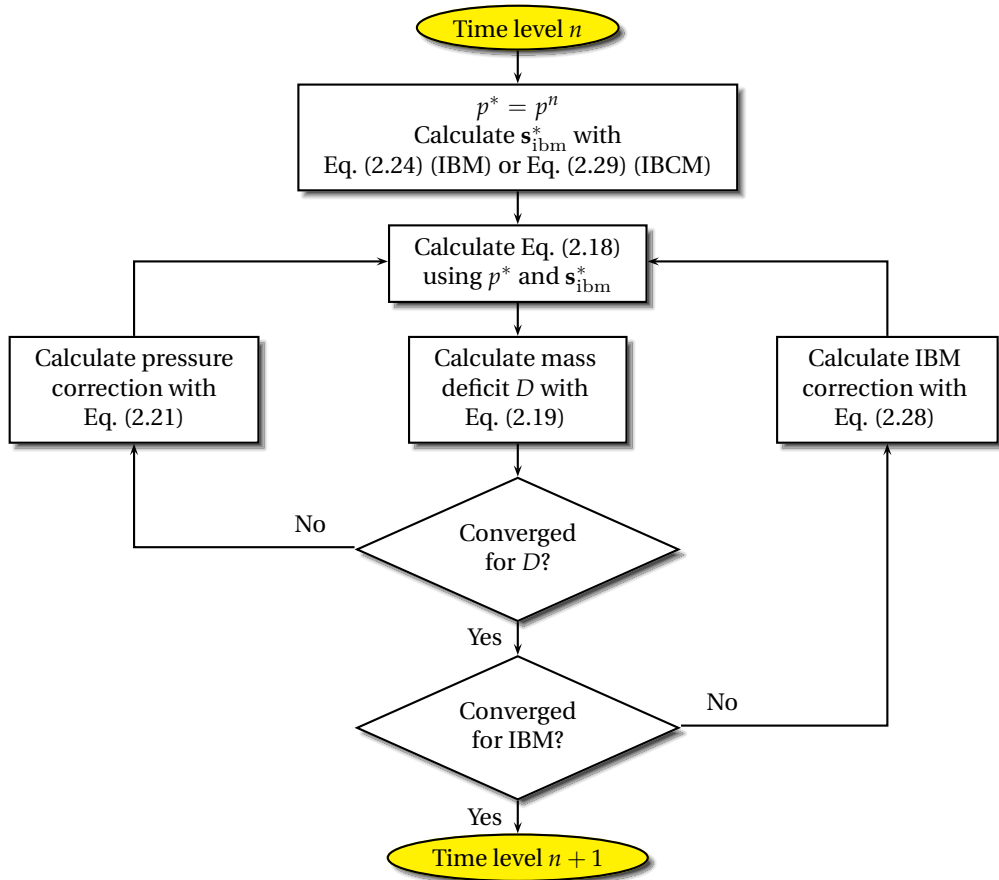 Time level n
p* = pⁿ
Calculate s*ibm with
Eq. (2.24) (IBM) or Eq. (2.29) (IBCM)
Calculate Eq. (2.18)
using p* and s*ibm
Calculate pressure
correction with
Eq. (2.21)
Calculate mass
deficit D with
Eq. (2.19)
Calculate IBM
correction with
Eq. (2.28)
No
Converged
for D?
Yes
Converged
for IBM?
No
Yes
Time level n + 1